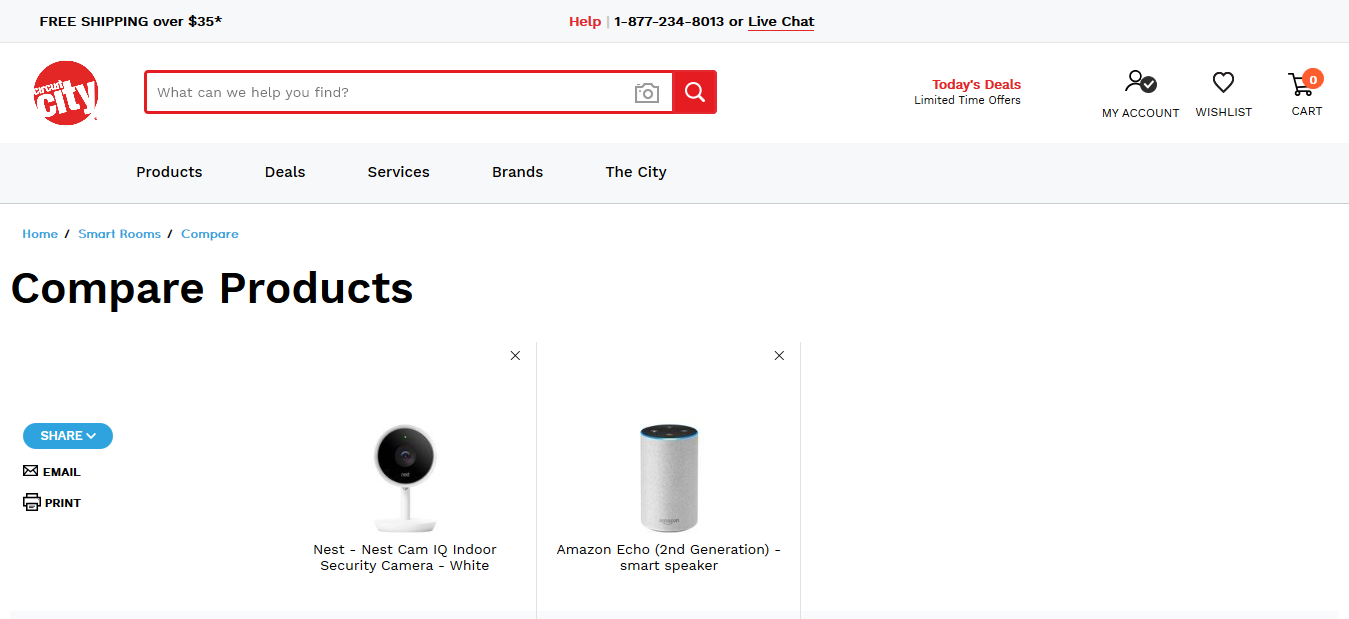 FREE SHIPPING over $35*
Help | 1-877-234-8013 or Live Chat
circuit
city
What can we help you find?
Today's Deals
Limited Time Offers
MY ACCOUNT
WISHLIST
0
CART
Products
Deals
Services
Brands
The City
Home / Smart Rooms / Compare
Compare Products
SHARE
EMAIL
PRINT
nest
Nest - Nest Cam IQ Indoor
Security Camera - White
amazon
Amazon Echo (2nd Generation) -
smart speaker